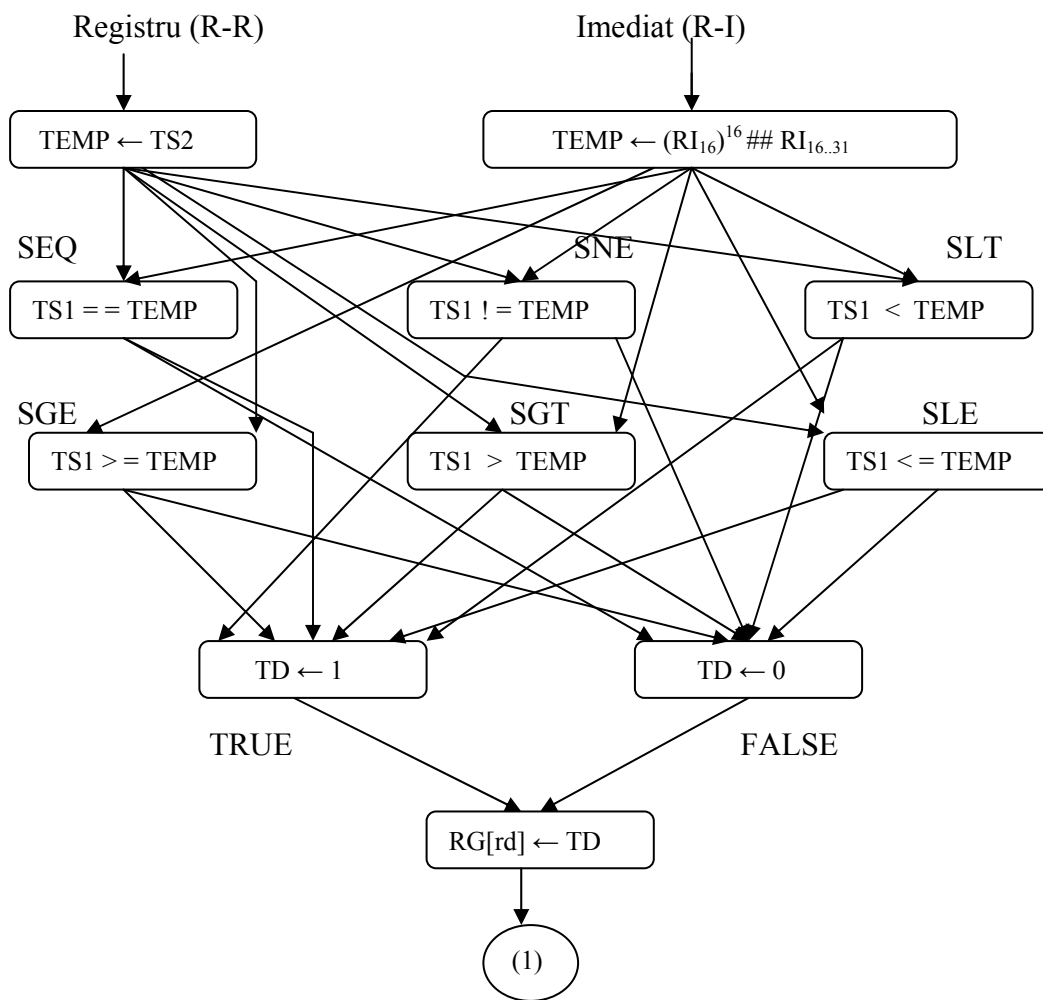 Registru (R-R)
Imediat (R-I)
TEMP ← TS2
TEMP ← (RI₁₆)¹⁶ ## RI₁₆..₃₁
SEQ
SNE
SLT
TS1 = = TEMP
TS1 ! = TEMP
TS1 < TEMP
SGE
SGT
SLE
TS1 > = TEMP
TS1 > TEMP
TS1 < = TEMP
TD ← 1
TD ← 0
TRUE
FALSE
RG[rd] ← TD
(1)